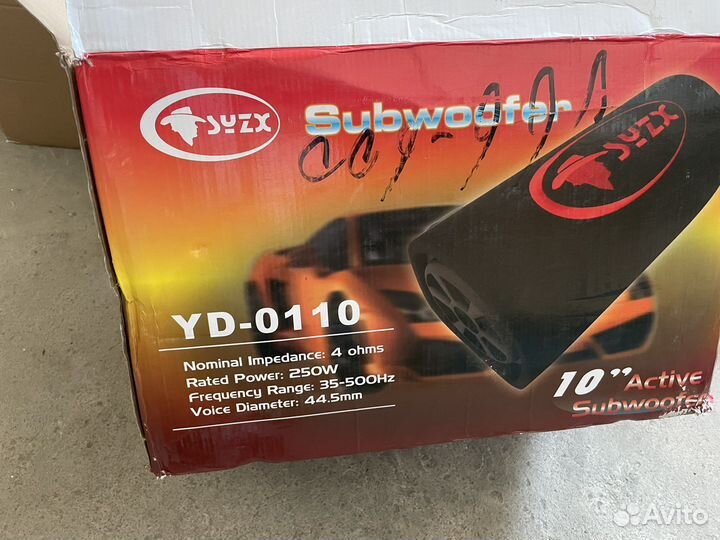 SUZX
Subwoofer
SUZX
YD-0110
Nominal Impedance: 4 ohms
Rated Power: 250W
Frequency Range: 35-500Hz
Voice Diameter: 44.5mm
10” Active
Subwoofer
Avito